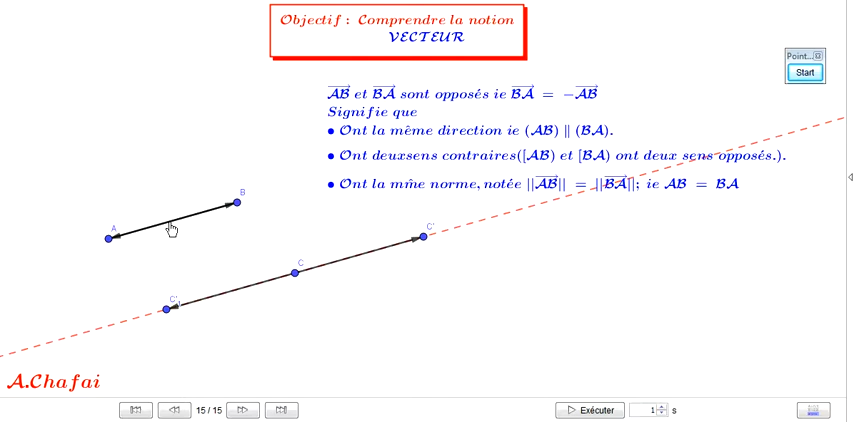 Objectif : Comprendre la notion
VECTEUR
Point...
Start
AB et BA sont opposés ie BA = −AB
Signifie que
• Ont la même direction ie (AB) ∥ (BA).
• Ont deuxsens contraires([AB) et [BA) ont deux sens opposés.).
• Ont la mm̂e norme, notée ||AB|| = ||BA||; ie AB = BA
A
B
C'
C
C'₁
A.Chafai
15 / 15
Exécuter
1 s